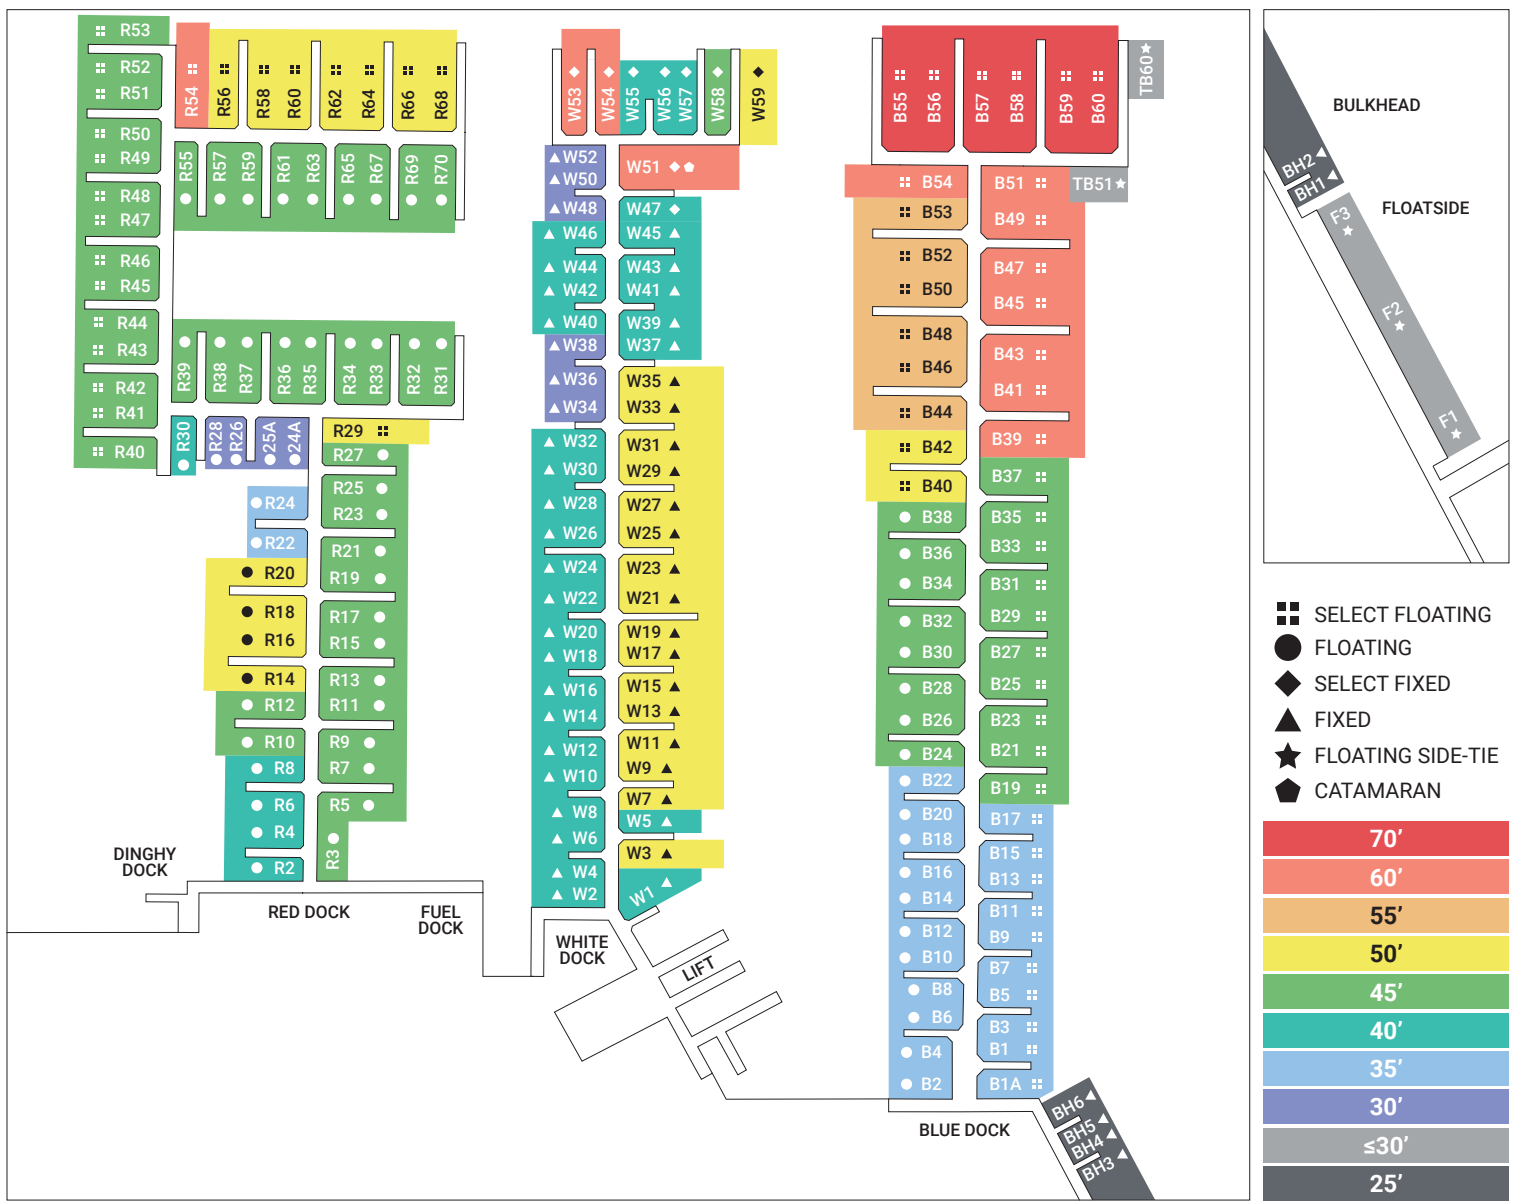 R53
R52
R51
R50
R49
R48
R47
R46
R45
R44
R43
R42
R41
R40
R54
R56
R58
R60
R62
R64
R66
R68
R55
R57
R59
R61
R63
R65
R67
R69
R70
R39
R38
R37
R36
R35
R34
R33
R32
R31
R30
R28
R26
25A
24A
R29
R27
R25
R23
R21
R19
R17
R15
R13
R11
R9
R7
R5
R3
R24
R22
R20
R18
R16
R14
R12
R10
R8
R6
R4
R2
DINGHY
DOCK
RED DOCK
FUEL
DOCK
W53
W54
W55
W56
W57
W58
W59
W52
W50
W48
W46
W44
W42
W40
W38
W36
W34
W32
W30
W28
W26
W24
W22
W20
W18
W16
W14
W12
W10
W8
W6
W4
W2
W51
W47
W45
W43
W41
W39
W37
W35
W33
W31
W29
W27
W25
W23
W21
W19
W17
W15
W13
W11
W9
W7
W5
W3
W1
WHITE
DOCK
LIFT
B55
B56
B57
B58
B59
B60
TB60
B54
B53
B52
B50
B48
B46
B44
B42
B40
B38
B36
B34
B32
B30
B28
B26
B24
B22
B20
B18
B16
B14
B12
B10
B8
B6
B4
B2
B51
TB51
B49
B47
B45
B43
B41
B39
B37
B35
B33
B31
B29
B27
B25
B23
B21
B19
B17
B15
B13
B11
B9
B7
B5
B3
B1
B1A
BLUE DOCK
BH6
BH5
BH4
BH3
BULKHEAD
BH2
BH1
FLOATSIDE
F3
F2
F1
SELECT FLOATING
FLOATING
SELECT FIXED
FIXED
FLOATING SIDE-TIE
CATAMARAN
70’
60’
55’
50’
45’
40’
35’
30’
≤30’
25’